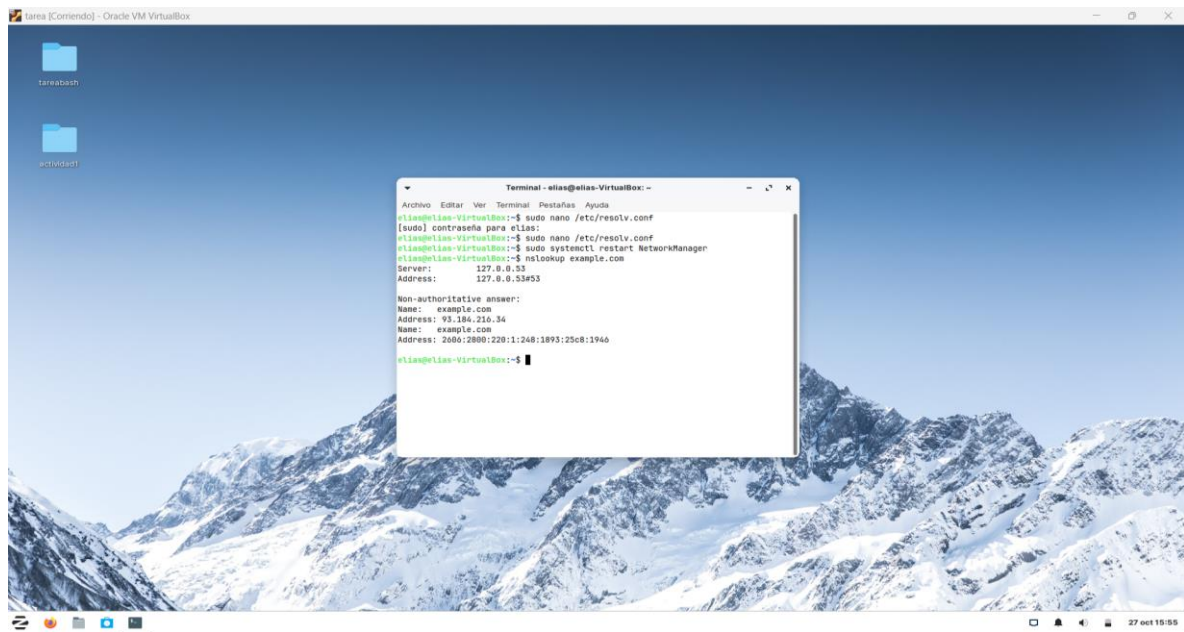 tarea [Corriendo] - Oracle VM VirtualBox
tareabash
actividad1
Terminal - elias@elias-VirtualBox: ~
Archivo Editar Ver Terminal Pestañas Ayuda
elias@elias-VirtualBox:~$ sudo nano /etc/resolv.conf
[sudo] contraseña para elias:
elias@elias-VirtualBox:~$ sudo nano /etc/resolv.conf
elias@elias-VirtualBox:~$ sudo systemctl restart NetworkManager
elias@elias-VirtualBox:~$ nslookup example.com
Server: 127.0.0.53
Address: 127.0.0.53#53
Non-authoritative answer:
Name: example.com
Address: 93.184.216.34
Name: example.com
Address: 2606:2800:220:1:248:1893:25c8:1946
elias@elias-VirtualBox:~$
27 oct 15:55